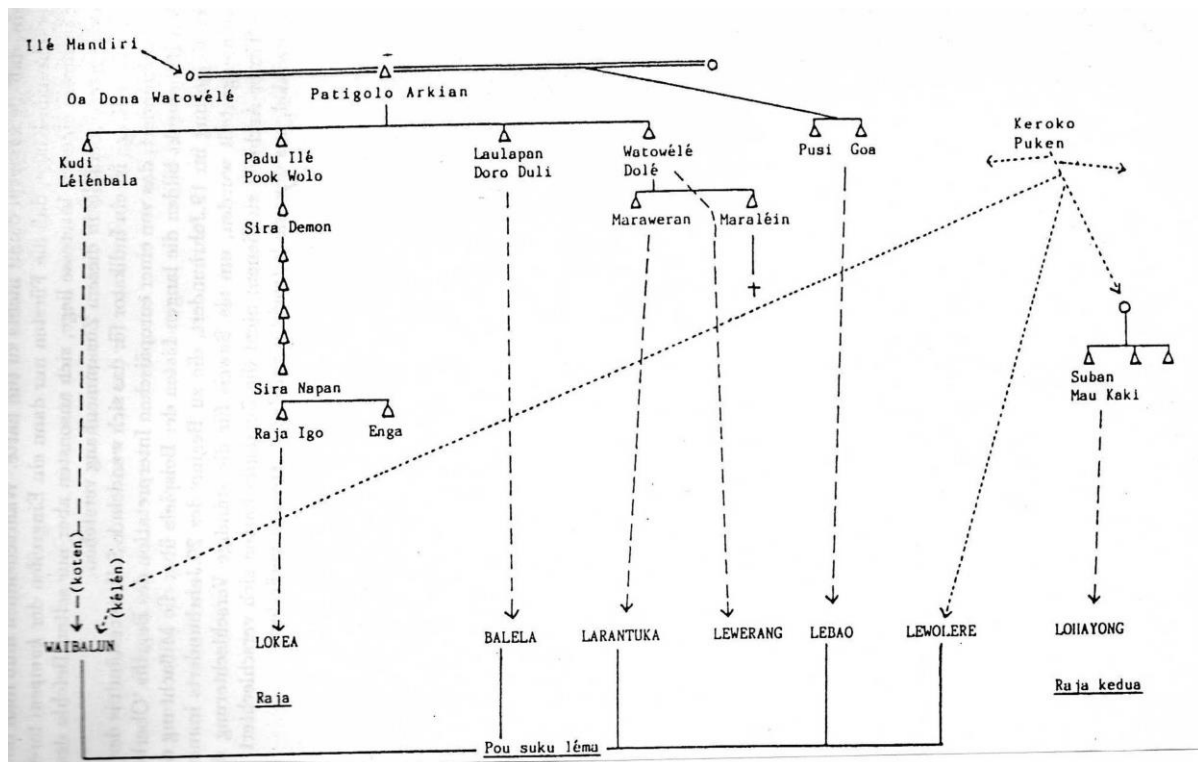 Ilé Mandiri
Oa Dona Watowélé
Patigolo Arkian
Kudi
Lélénbala
Padu Ilé
Pook Wolo
Laulapan
Doro Duli
Watowélé
Dolé
Pusi Goa
Keroko
Puken
Sira Demon
Maraweran
Maraléin
Sira Napan
Raja Igo
Enga
Suban
Mau Kaki
(koten)
(kélén)
WAIBALUN
LOKEA
BALELA
LARANTUKA
LEWERANG
LEBAO
LEWOLERE
LOHAYONG
Raja
Raja kedua
Pou suku léma